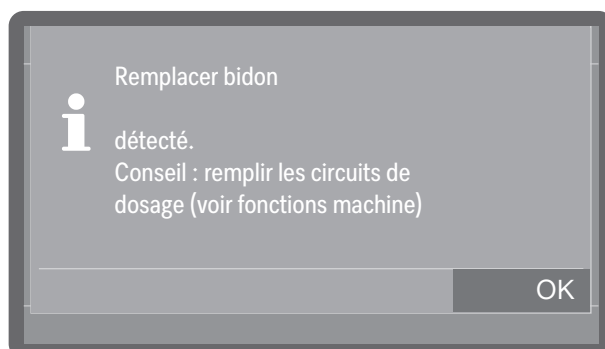 Remplacer bidon
détecté.
Conseil : remplir les circuits de
dosage (voir fonctions machine)
OK